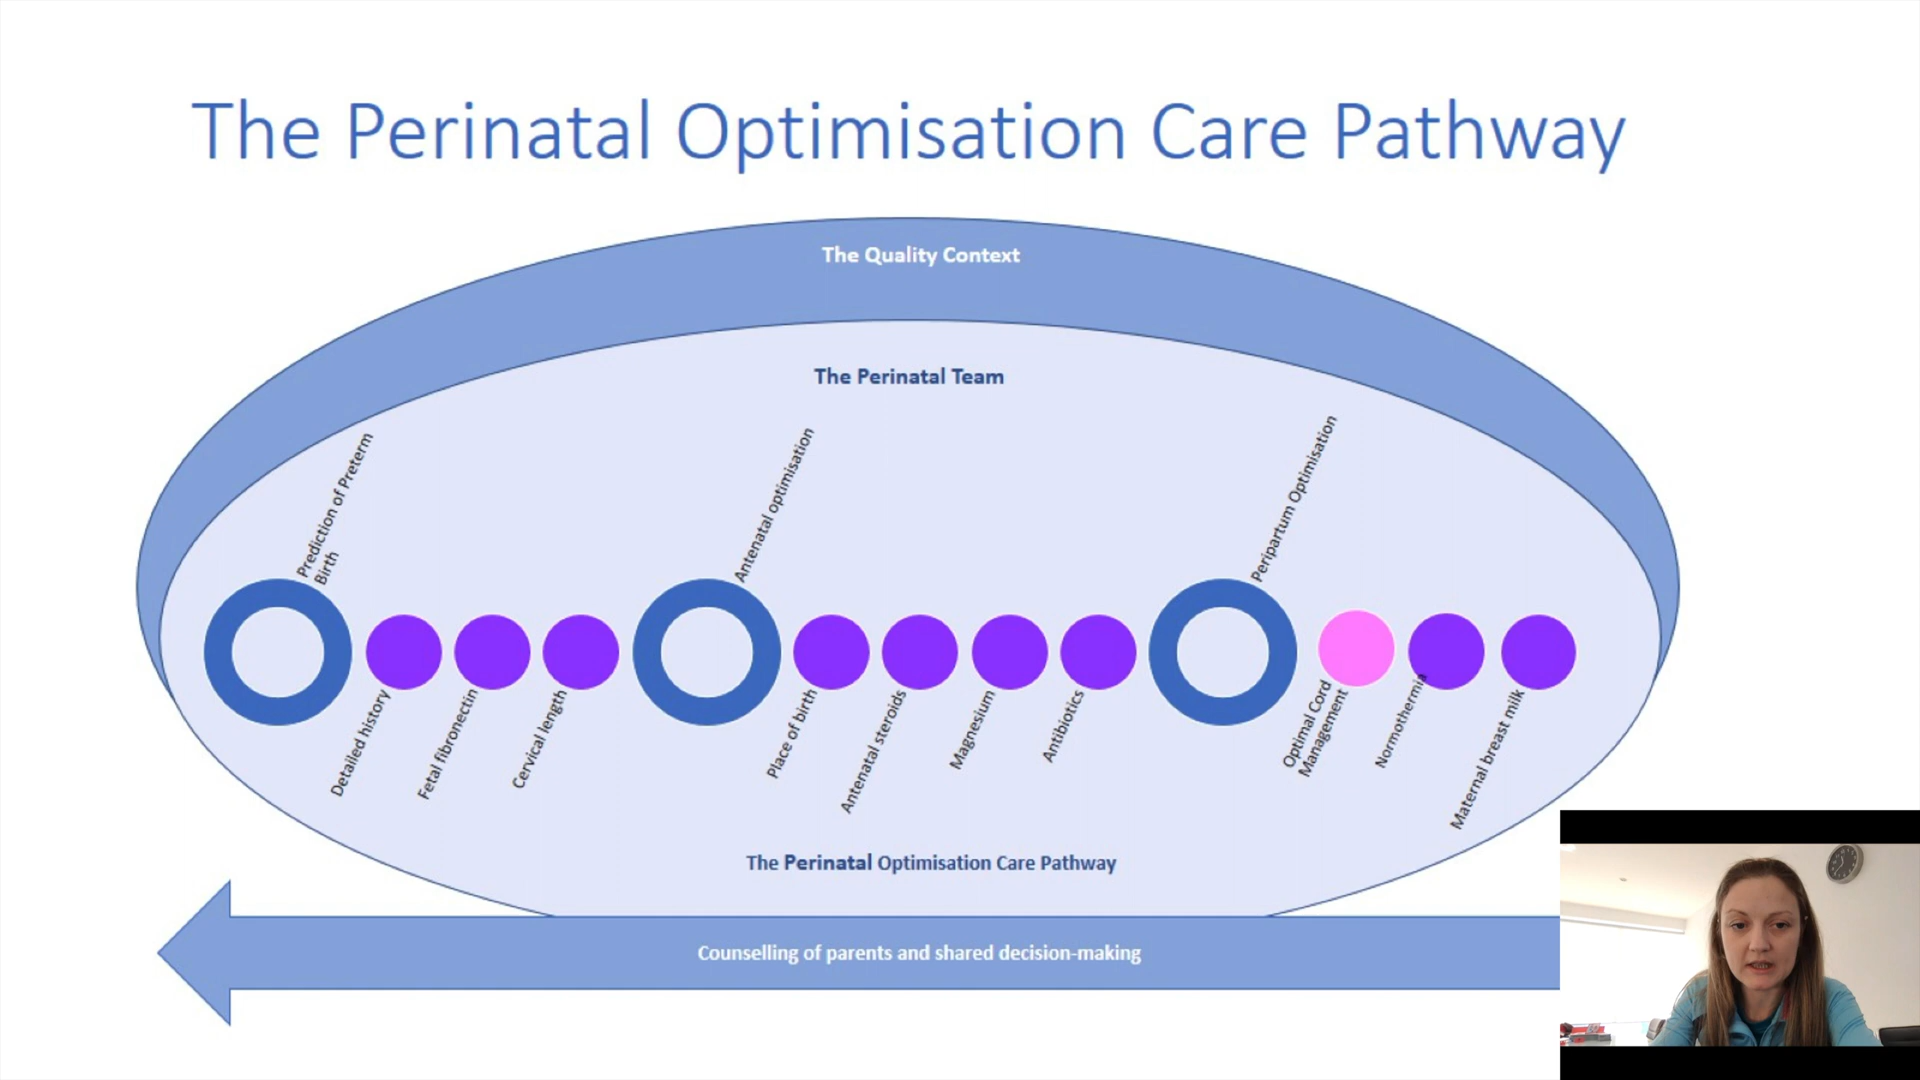 The Perinatal Optimisation Care Pathway
The Quality Context
The Perinatal Team
Prediction of Preterm
Birth
Antenatal optimisation
Peripartum Optimisation
Detailed history
Fetal fibronectin
Cervical length
Place of birth
Antenatal steroids
Magnesium
Antibiotics
Optimal Cord
Management
Normothermia
Maternal breast milk
The Perinatal Optimisation Care Pathway
Counselling of parents and shared decision-making